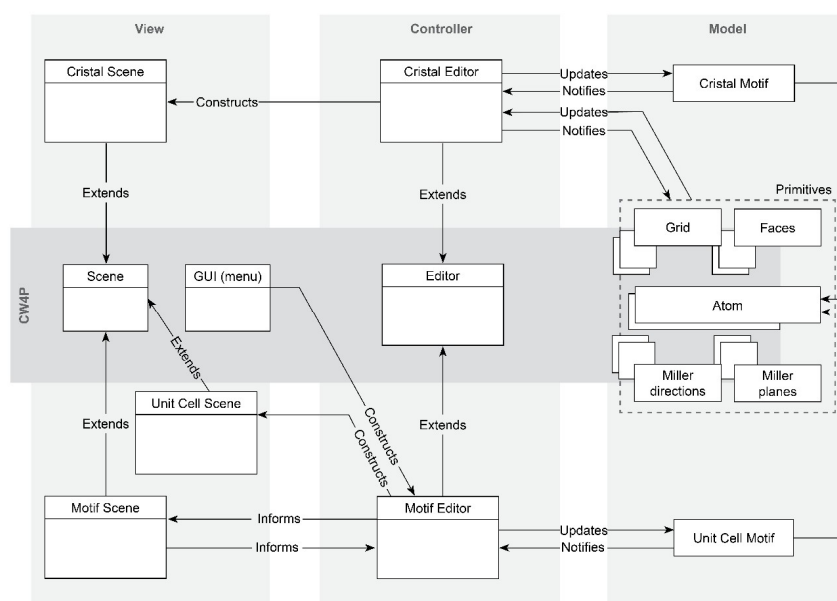 View
Controller
Model
Cristal Scene
Cristal Editor
Cristal Motif
Updates
Notifies
Constructs
Updates
Notifies
Extends
Extends
Primitives
Grid
Faces
CW4P
Scene
GUI (menu)
Editor
Atom
Extends
Miller
directions
Miller
planes
Unit Cell Scene
Extends
Constructs
Constructs
Extends
Motif Scene
Motif Editor
Informs
Informs
Updates
Notifies
Unit Cell Motif